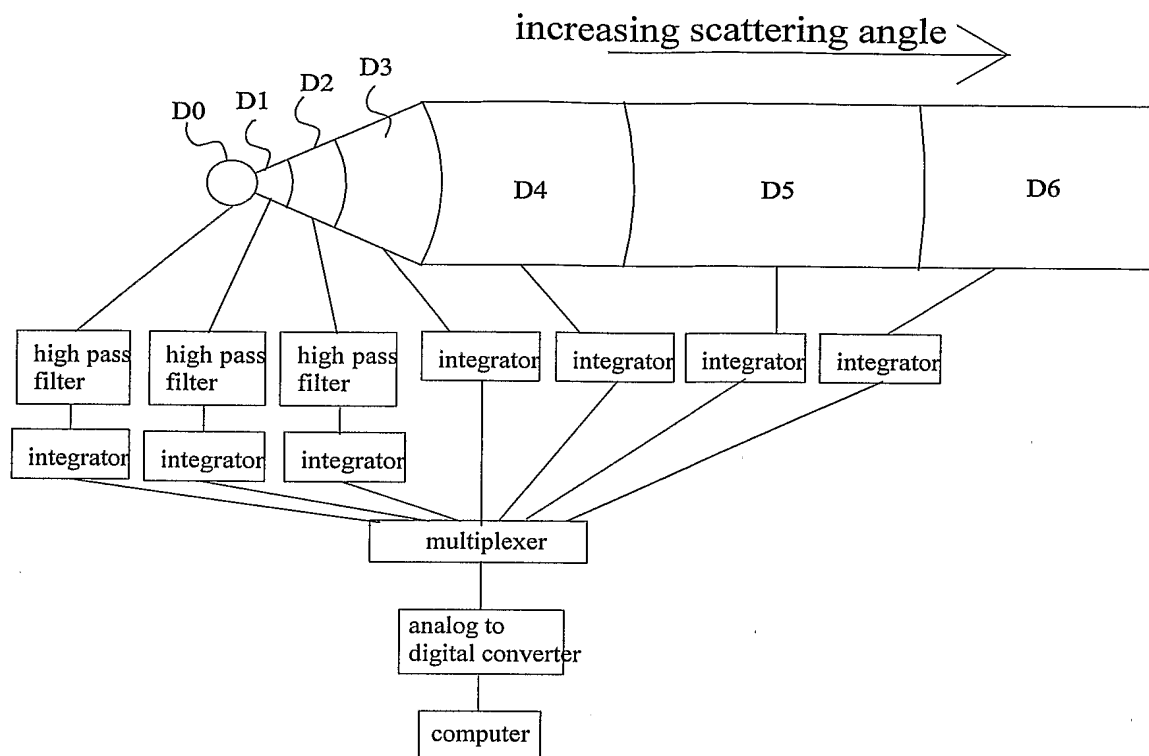 increasing scattering angle
D0
D1
D2
D3
D4
D5
D6
high pass
filter
high pass
filter
high pass
filter
integrator
integrator
integrator
integrator
integrator
integrator
integrator
multiplexer
analog to
digital converter
computer